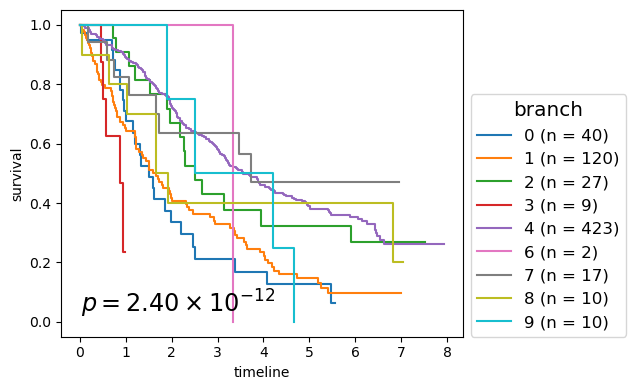 1.0
0.8
0.6
0.4
0.2
0.0
survival
p = 2.40 × 10⁻¹²
0 1 2 3 4 5 6 7 8
timeline
branch
0 (n = 40)
1 (n = 120)
2 (n = 27)
3 (n = 9)
4 (n = 423)
6 (n = 2)
7 (n = 17)
8 (n = 10)
9 (n = 10)